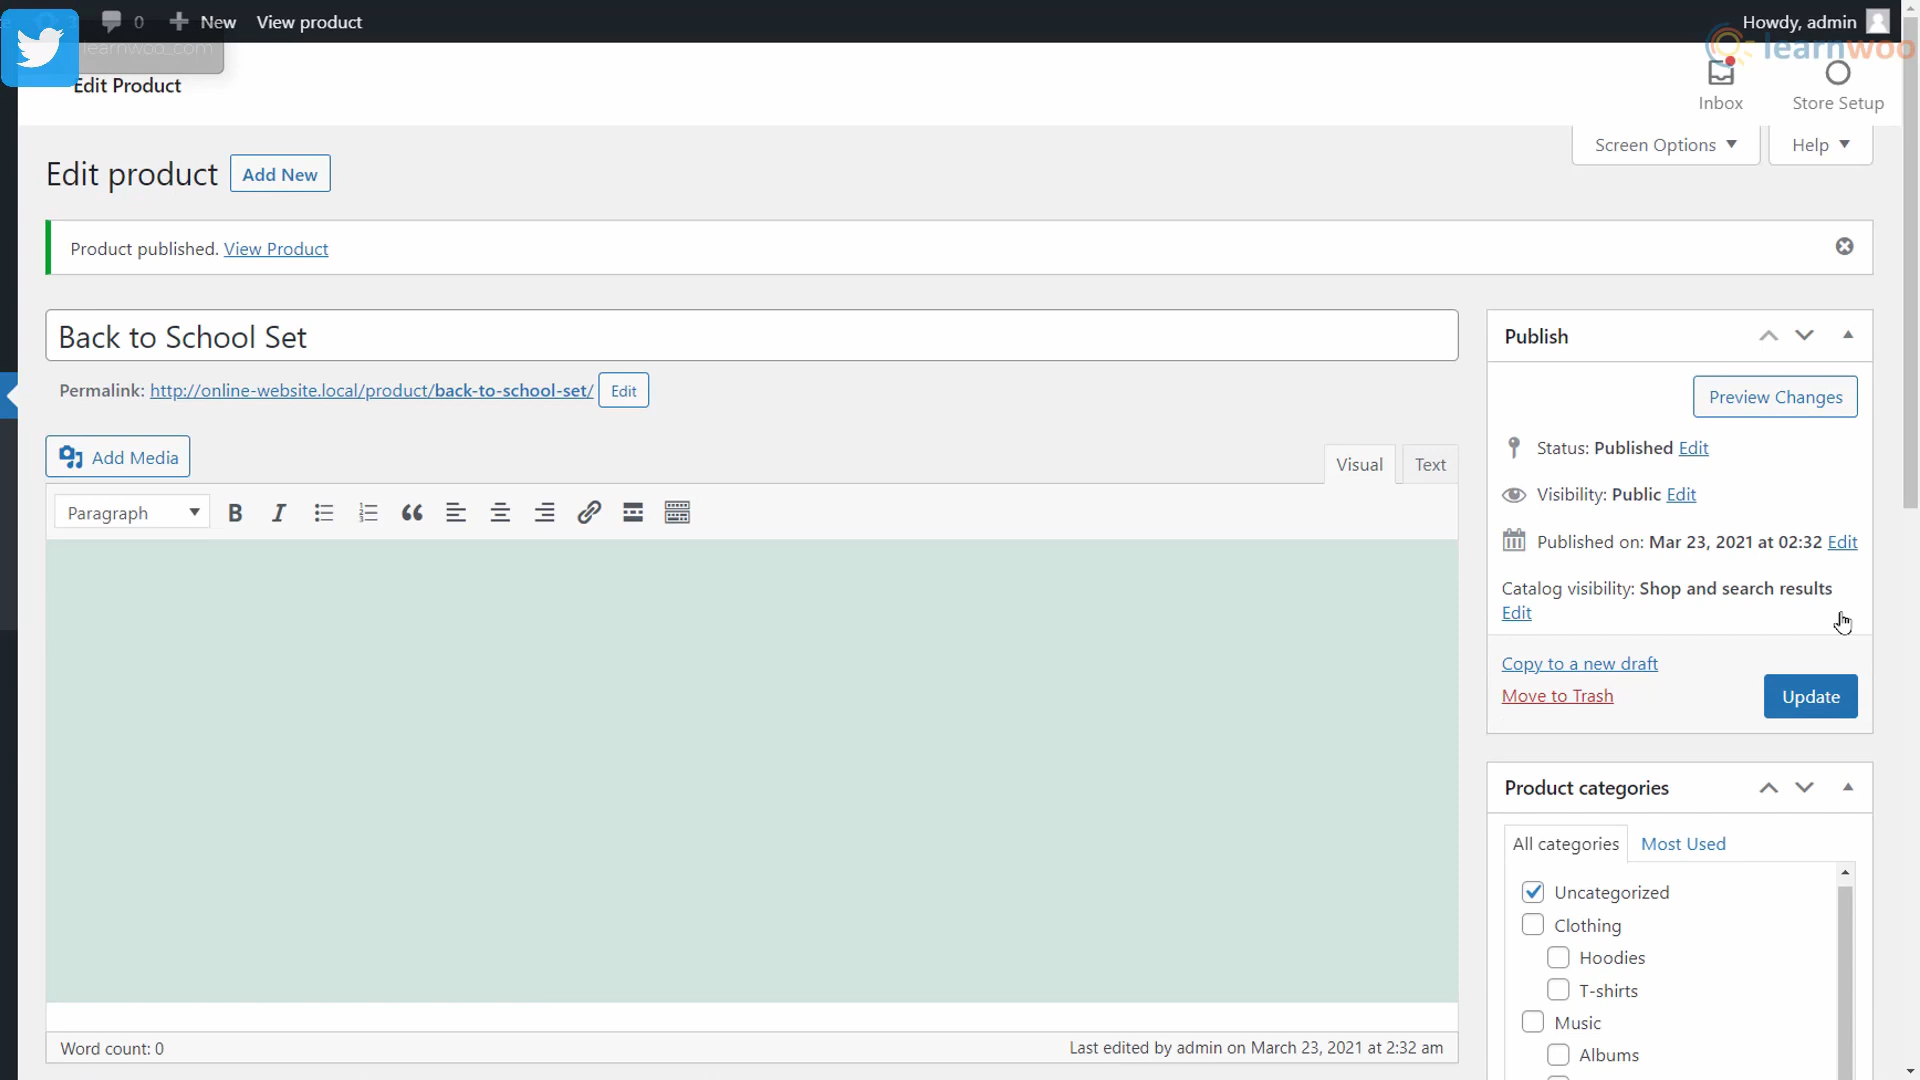 0 New View product Howdy, admin
learnwoo_com
learnwoo
Edit Product
Inbox Store Setup
Screen Options Help
Edit product Add New
Product published. View Product
Back to School Set
Permalink: http://online-website.local/product/back-to-school-set/ Edit
Add Media
Visual Text
Paragraph
Word count: 0 Last edited by admin on March 23, 2021 at 2:32 am
Publish
Preview Changes
Status: Published Edit
Visibility: Public Edit
Published on: Mar 23, 2021 at 02:32 Edit
Catalog visibility: Shop and search results
Edit
Copy to a new draft
Move to Trash
Update
Product categories
All categories Most Used
Uncategorized
Clothing
Hoodies
T-shirts
Music
Albums